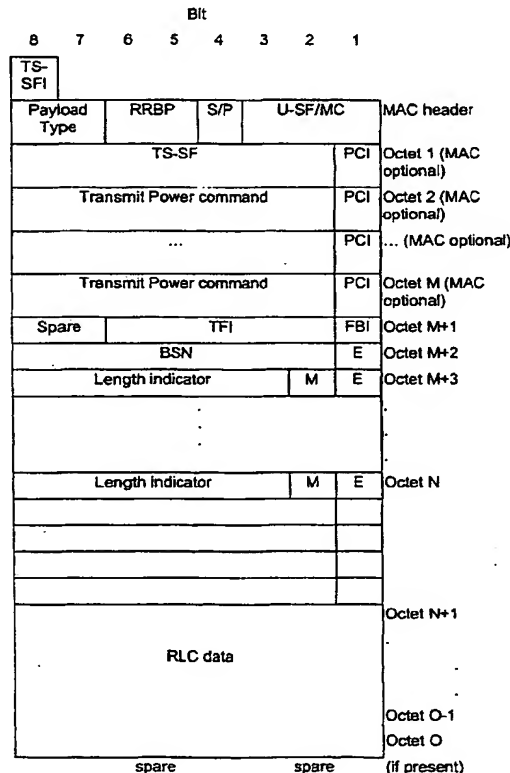 Bit
8 7 6 5 4 3 2 1
TS-
SFI
Payload
Type RRBP S/P U-SF/MC MAC header
TS-SF PCI Octet 1 (MAC
optional)
Transmit Power command PCI Octet 2 (MAC
optional)
... PCI ... (MAC optional)
Transmit Power command PCI Octet M (MAC
optional)
Spare TFI FBI Octet M+1
BSN E Octet M+2
Length indicator M E Octet M+3
Length indicator M E Octet N
Octet N+1
RLC data
Octet O-1
Octet O
spare spare (if present)